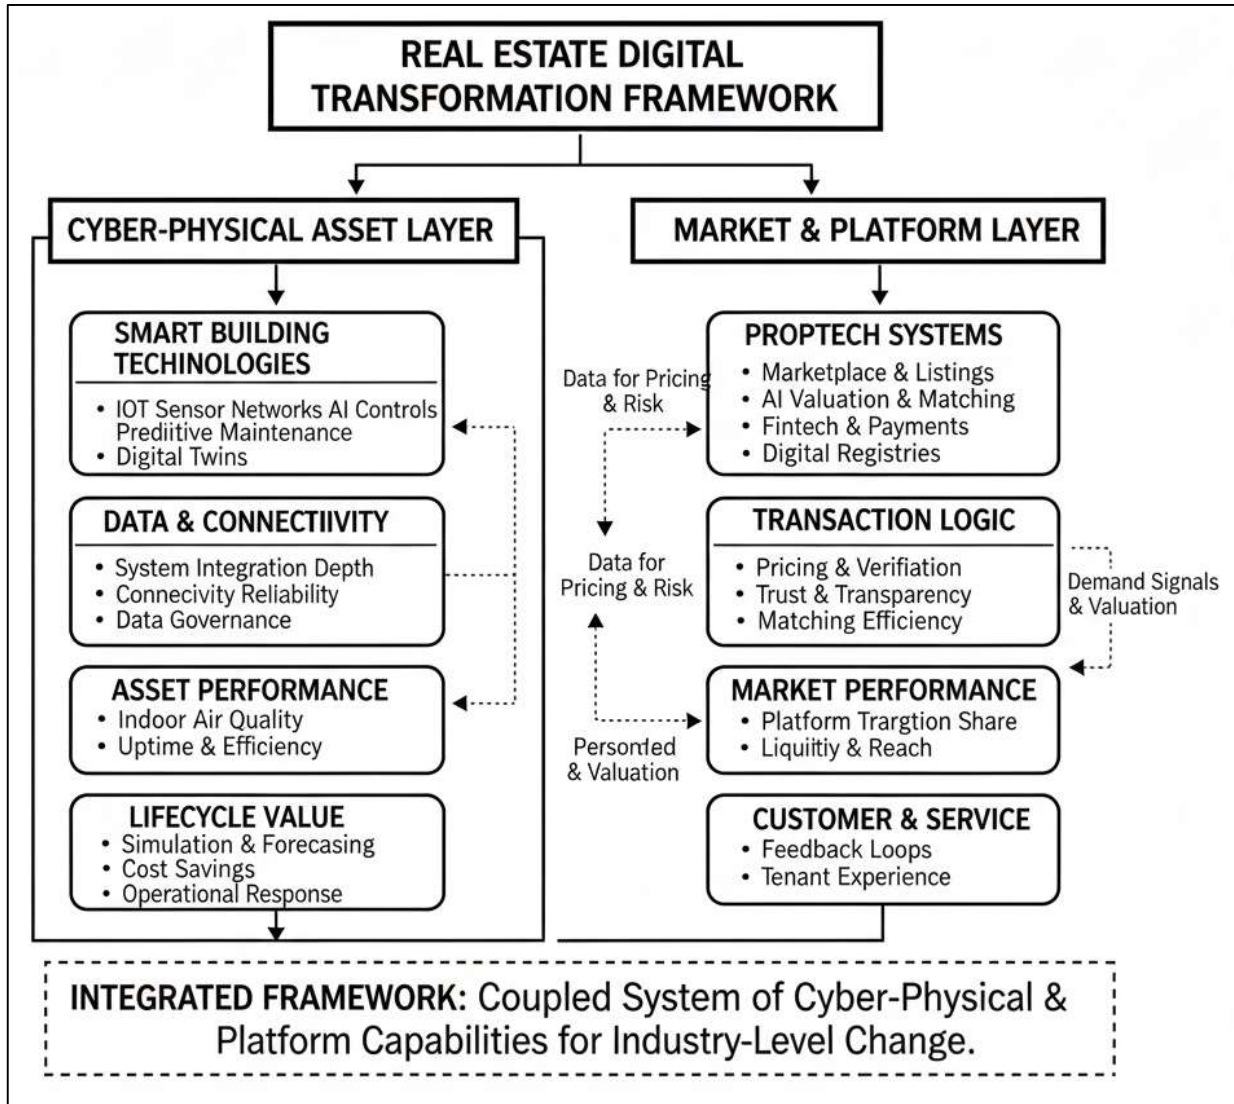 REAL ESTATE DIGITAL
TRANSFORMATION FRAMEWORK
CYBER-PHYSICAL ASSET LAYER
SMART BUILDING
TECHINOLOGIES
• IOT Sensor Networks AI Controls
Prediitive Maintenance
• Digital Twins
DATA & CONNECTIIVITY
• System Integration Depth
• Connecivity Reliability
• Data Governance
ASSET PERFORMANCE
• Indoor Air Quality
• Uptime & Efficiency
LIFECYCLE VALUE
• Simulation & Forecasing
• Cost Savings
• Operational Response
Data for Pricing
& Risk
Data for
Pricing & Risk
Personted
& Valuation
MARKET & PLATFORM LAYER
PROPTECH SYSTEMS
• Marketplace & Listings
• AI Valuation & Matching
• Fintech & Payments
• Digital Registries
TRANSACTION LOGIC
• Pricing & Verifiation
• Trust & Transparency
• Matching Efficiency
Demand Signals
& Valuation
MARKET PERFORMANCE
• Platform Trargtion Share
• Liquitiy & Reach
CUSTOMER & SERVICE
• Feedback Loops
• Tenant Experience
INTEGRATED FRAMEWORK: Coupled System of Cyber-Physical &
Platform Capabilities for Industry-Level Change.